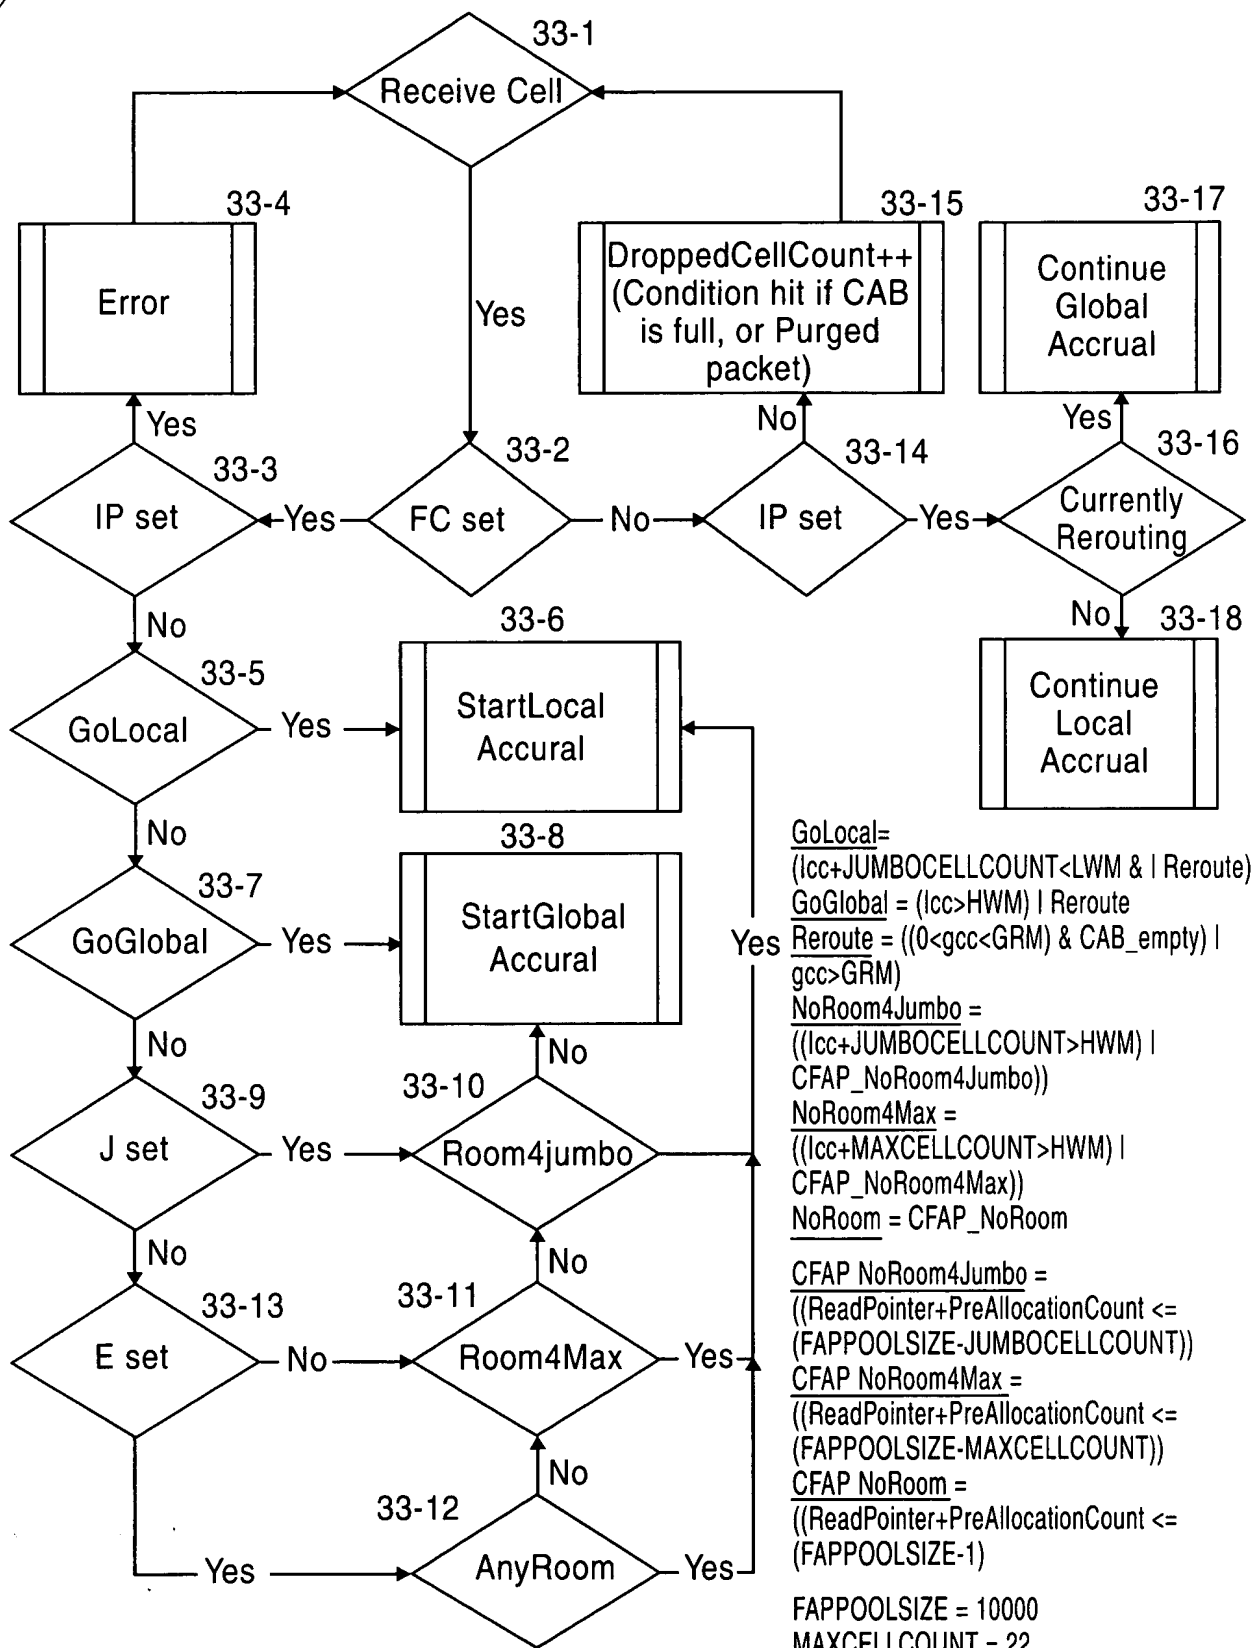 33-1
Receive Cell
33-4
Error
Yes
33-15
DroppedCellCount++
(Condition hit if CAB
is full, or Purged
packet)
33-17
Continue
Global
Accrual
Yes
33-3
IP set
Yes
33-2
FC set
No
No
33-14
IP set
Yes
Yes
33-16
Currently
Rerouting
No
33-18
Continue
Local
Accrual
No
33-5
GoLocal
Yes
33-6
StartLocal
Accural
No
33-7
GoGlobal
Yes
33-8
StartGlobal
Accural
Yes
No
33-9
J set
Yes
No
33-10
Room4jumbo
No
33-13
E set
No
No
33-11
Room4Max
Yes
Yes
No
33-12
AnyRoom
Yes
GoLocal=
(lcc+JUMBOCELLCOUNT<LWM & | Reroute)
GoGlobal = (lcc>HWM) | Reroute
Reroute = ((0<gcc<GRM) & CAB_empty) |
gcc>GRM)
NoRoom4Jumbo =
((lcc+JUMBOCELLCOUNT>HWM) |
CFAP_NoRoom4Jumbo))
NoRoom4Max =
((lcc+MAXCELLCOUNT>HWM) |
CFAP_NoRoom4Max))
NoRoom = CFAP_NoRoom
CFAP NoRoom4Jumbo =
((ReadPointer+PreAllocationCount <=
(FAPPOOLSIZE-JUMBOCELLCOUNT))
CFAP NoRoom4Max =
((ReadPointer+PreAllocationCount <=
(FAPPOOLSIZE-MAXCELLCOUNT))
CFAP NoRoom =
((ReadPointer+PreAllocationCount <=
(FAPPOOLSIZE-1)
FAPPOOLSIZE = 10000
MAXCELLCOUNT = 22